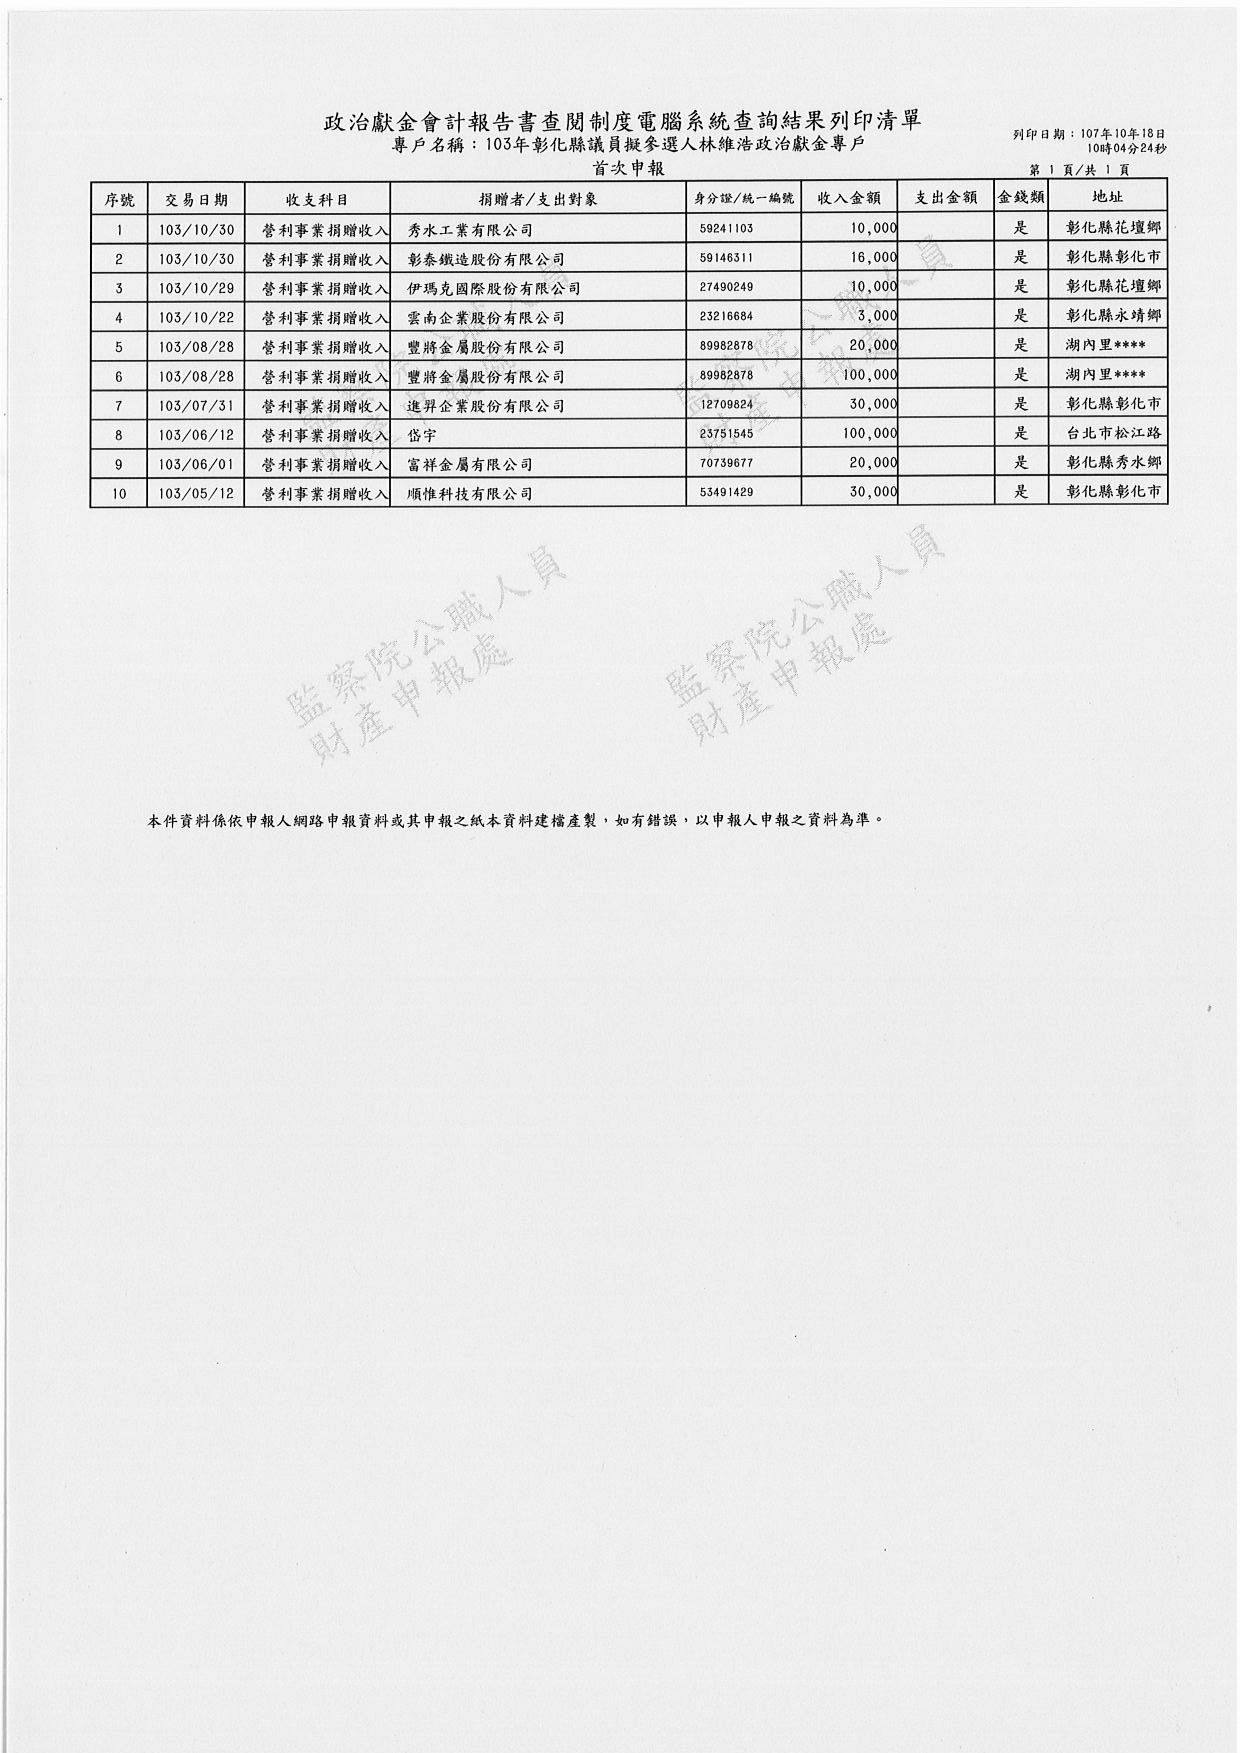 政治獻金會計報告書查閱制度電腦系統查詢結果列印清單
專戶名稱：103年彰化縣議員擬參選人林維浩政治獻金專戶
首次申報
列印日期：107年10月18日
10時04分24秒
第 1 頁/共 1 頁
序號 交易日期 收支科目 捐贈者/支出對象 身分證/統一編號 收入金額 支出金額 金錢類 地址
1 103/10/30 營利事業捐贈收入 秀水工業有限公司 59241103 10,000 是 彰化縣花壇鄉
2 103/10/30 營利事業捐贈收入 彰泰鐵造股份有限公司 59146311 16,000 是 彰化縣彰化市
3 103/10/29 營利事業捐贈收入 伊瑪克國際股份有限公司 27490249 10,000 是 彰化縣花壇鄉
4 103/10/22 營利事業捐贈收入 雲南企業股份有限公司 23216684 3,000 是 彰化縣永靖鄉
5 103/08/28 營利事業捐贈收入 豐將金屬股份有限公司 89982878 20,000 是 湖內里****
6 103/08/28 營利事業捐贈收入 豐將金屬股份有限公司 89982878 100,000 是 湖內里****
7 103/07/31 營利事業捐贈收入 進昇企業股份有限公司 12709824 30,000 是 彰化縣彰化市
8 103/06/12 營利事業捐贈收入 岱宇 23751545 100,000 是 台北市松江路
9 103/06/01 營利事業捐贈收入 富祥金屬有限公司 70739677 20,000 是 彰化縣秀水鄉
10 103/05/12 營利事業捐贈收入 順惟科技有限公司 53491429 30,000 是 彰化縣彰化市
監察院公職人員
財產申報處
監察院公職人員
財產申報處
監察院公職人員
財產申報處
監察院公職人員
財產申報處
本件資料係依申報人網路申報資料或其申報之紙本資料建檔產製，如有錯誤，以申報人申報之資料為準。